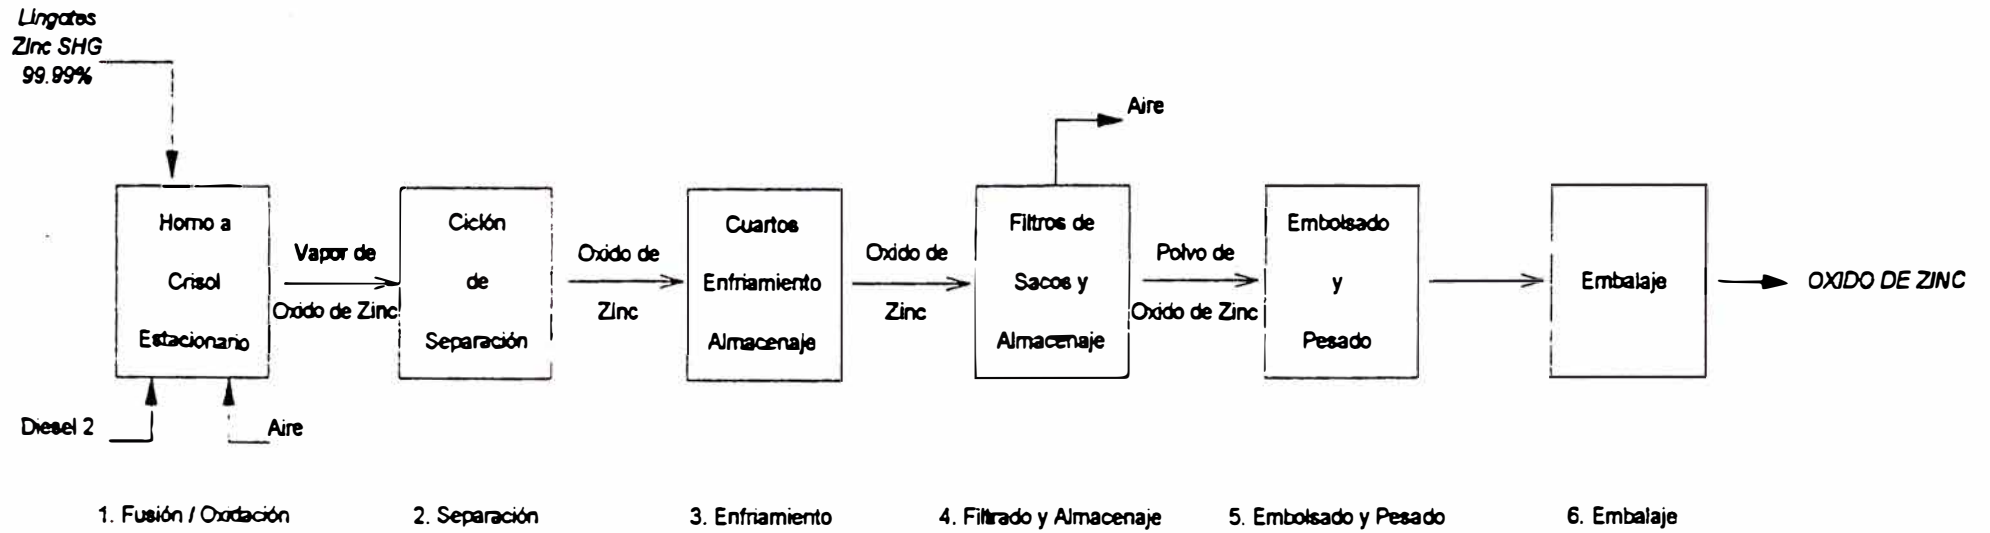 Lingotes
Zinc SHG
99.99%
Aire
Horno a
Crisol
Estacionario
Vapor de
Oxido de Zinc
Ciclón
de
Separación
Oxido de
Zinc
Cuartos
Enfriamiento
Almacenaje
Oxido de
Zinc
Filtros de
Sacos y
Almacenaje
Polvo de
Oxido de Zinc
Embolsado
y
Pesado
Embalaje
OXIDO DE ZINC
Diesel 2
Aire
1. Fusión / Oxidación
2. Separación
3. Enfriamiento
4. Filtrado y Almacenaje
5. Embolsado y Pesado
6. Embalaje